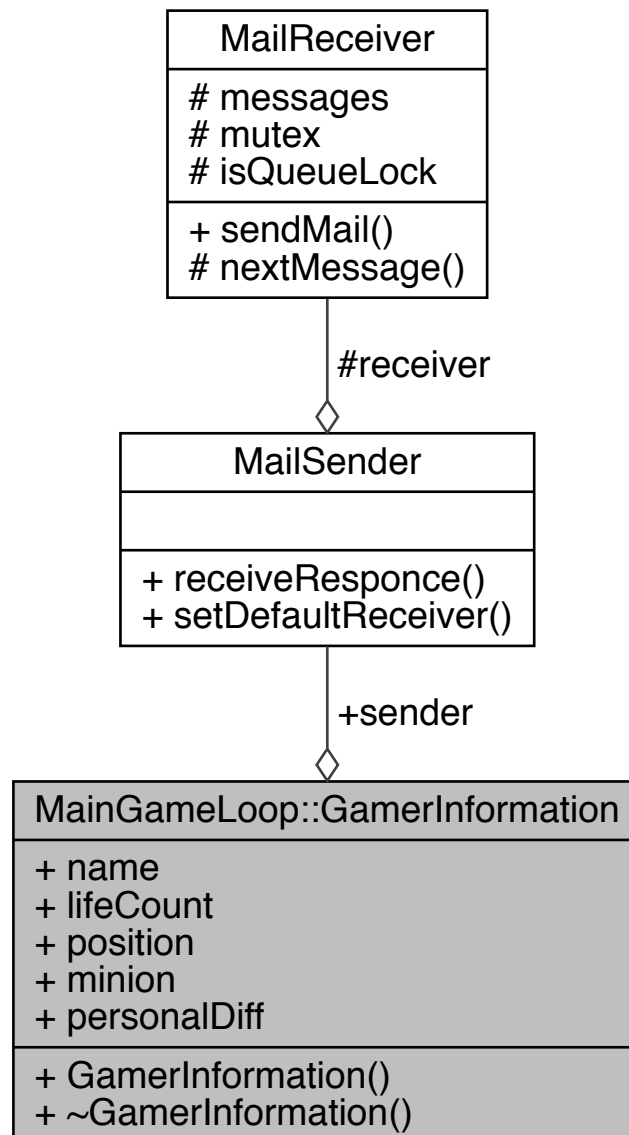 MailReceiver
# messages
# mutex
# isQueueLock
+ sendMail()
# nextMessage()
#receiver
MailSender
+ receiveResponce()
+ setDefaultReceiver()
+sender
MainGameLoop::GamerInformation
+ name
+ lifeCount
+ position
+ minion
+ personalDiff
+ GamerInformation()
+ ~GamerInformation()